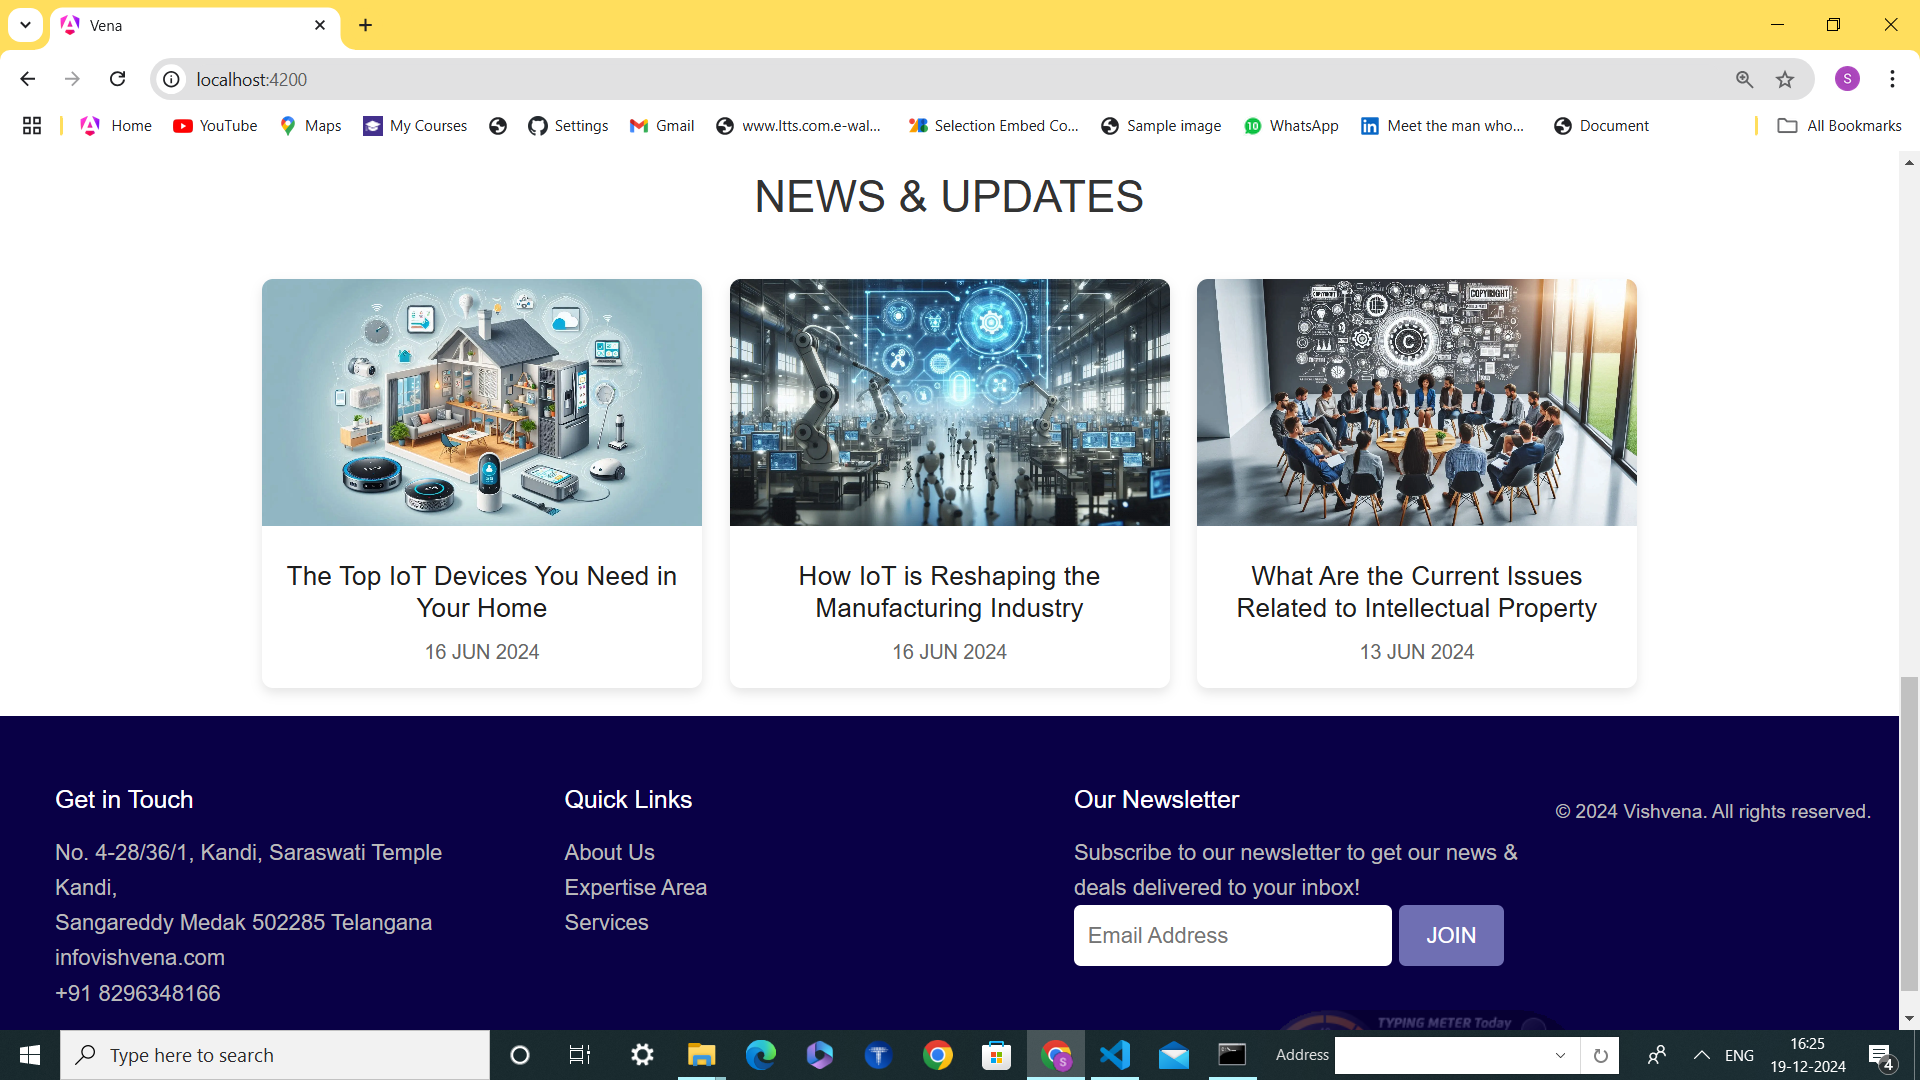 Vena
localhost:4200
S
Home
YouTube
Maps
My Courses
Settings
Gmail
www.ltts.com.e-wal...
Selection Embed Co...
Sample image
10
WhatsApp
Meet the man who...
Document
All Bookmarks
NEWS & UPDATES
COPYRIGHT
The Top IoT Devices You Need in
Your Home
16 JUN 2024
How IoT is Reshaping the
Manufacturing Industry
16 JUN 2024
What Are the Current Issues
Related to Intellectual Property
13 JUN 2024
Get in Touch
No. 4-28/36/1, Kandi, Saraswati Temple
Kandi,
Sangareddy Medak 502285 Telangana
infovishvena.com
+91 8296348166
Quick Links
About Us
Expertise Area
Services
Our Newsletter
Subscribe to our newsletter to get our news &
deals delivered to your inbox!
Email Address
JOIN
© 2024 Vishvena. All rights reserved.
TYPING METER Today
Type here to search
Address
ENG
16:25
19-12-2024
4